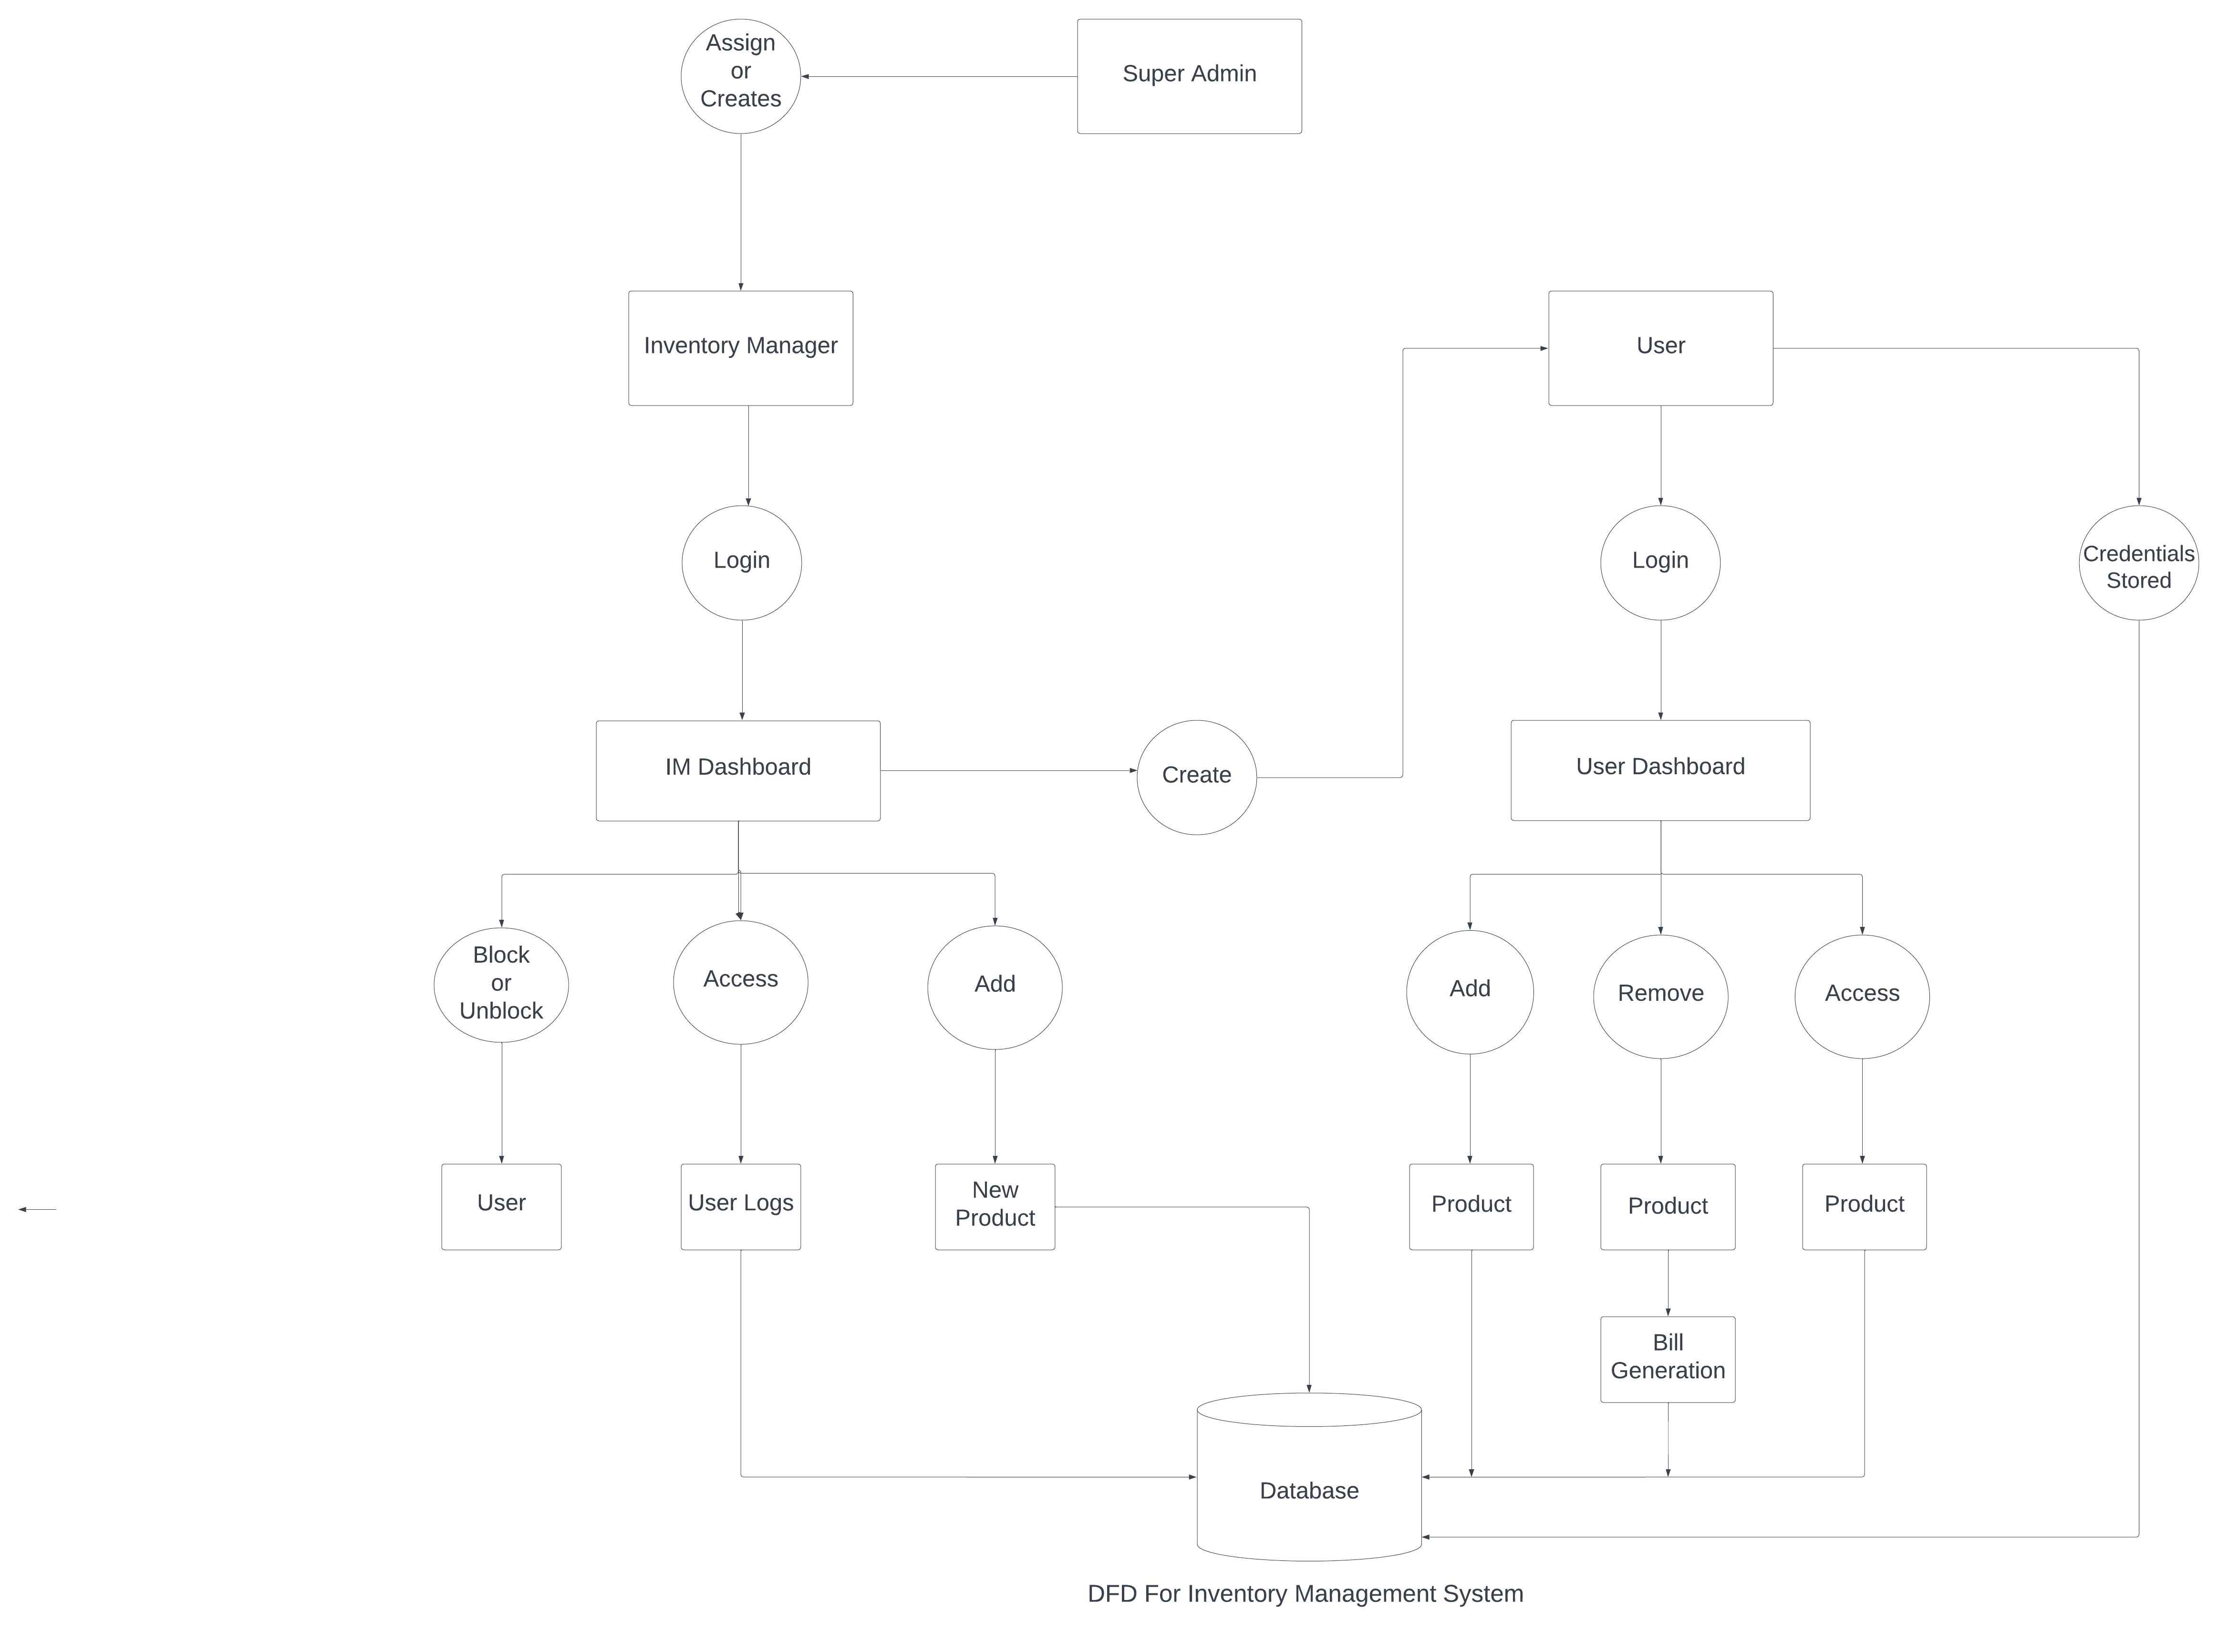 Assign
or
Creates
Super Admin
Inventory Manager
User
Login
Login
Credentials
Stored
IM Dashboard
Create
User Dashboard
Block
or
Unblock
Access
Add
Add
Remove
Access
User
User Logs
New
Product
Product
Product
Product
Bill
Generation
Database
DFD For Inventory Management System